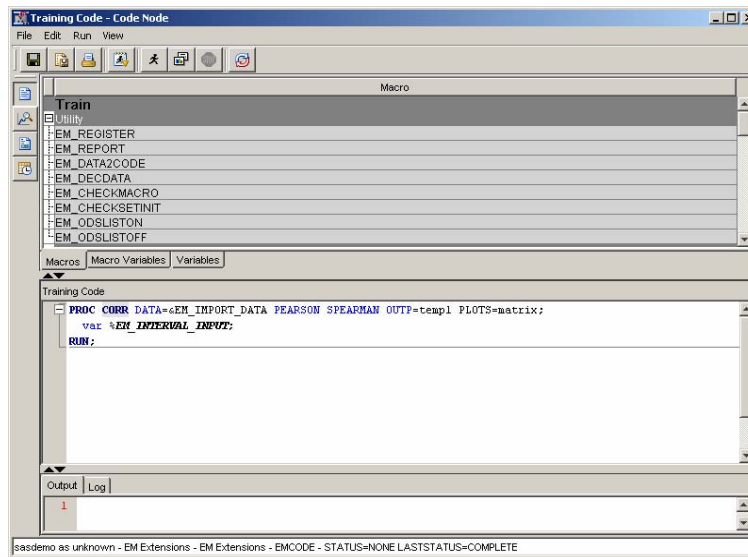 Training Code - Code Node
File Edit Run View
Macro
Train
Utility
EM_REGISTER
EM_REPORT
EM_DATA2CODE
EM_DECDATA
EM_CHECKMACRO
EM_CHECKSETINIT
EM_ODSLISTON
EM_ODSLISTOFF
Macros Macro Variables Variables
Training Code
PROC CORR DATA=&EM_IMPORT_DATA PEARSON SPEARMAN OUTP=temp1 PLOTS=matrix;
var %EM_INTERVAL_INPUT;
RUN;
Output Log
1
sasdemo as unknown - EM Extensions - EM Extensions - EMCODE - STATUS=NONE LASTSTATUS=COMPLETE